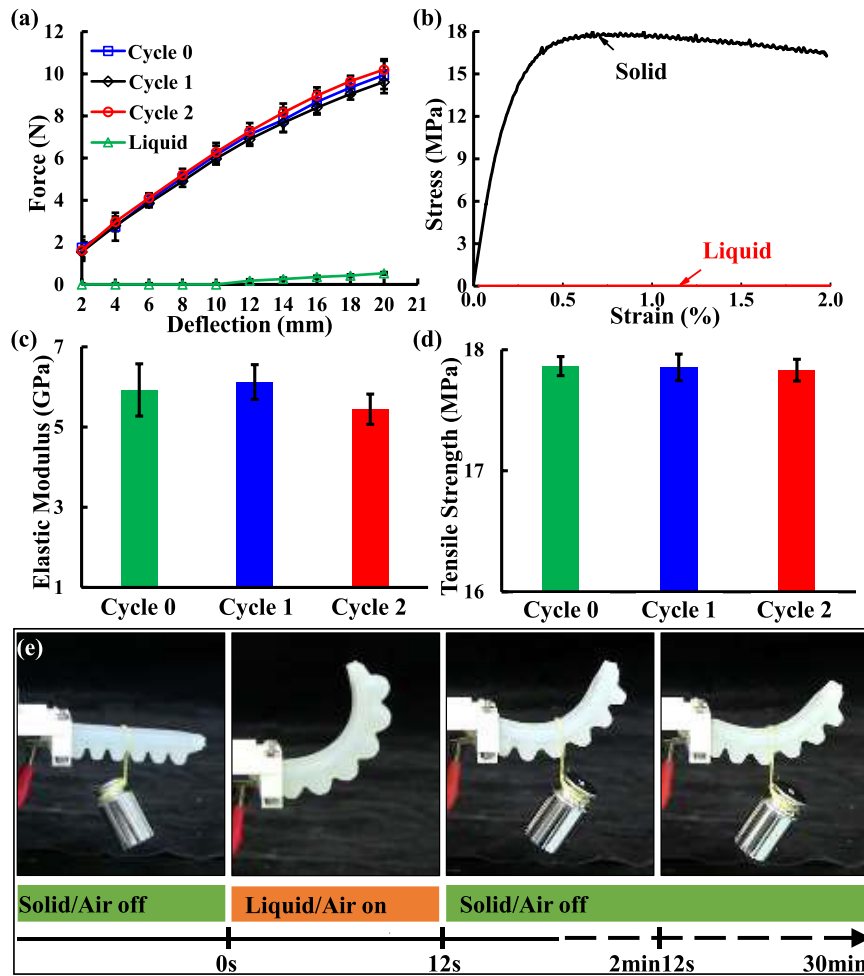 (a)
12
10
8
6
4
2
0
Force (N)
Cycle 0
Cycle 1
Cycle 2
Liquid
2 4 6 8 10 12 14 16 18 20 21
Deflection (mm)
(b)
18
15
12
9
6
3
0
Stress (MPa)
Solid
Liquid
0.0 0.5 1.0 1.5 2.0
Strain (%)
(c)
7
5
3
1
Elastic Modulus (GPa)
Cycle 0 Cycle 1 Cycle 2
(d)
18
17
16
Tensile Strength (MPa)
Cycle 0 Cycle 1 Cycle 2
(e)
Solid/Air off Liquid/Air on Solid/Air off
0s 12s 2min12s 30min